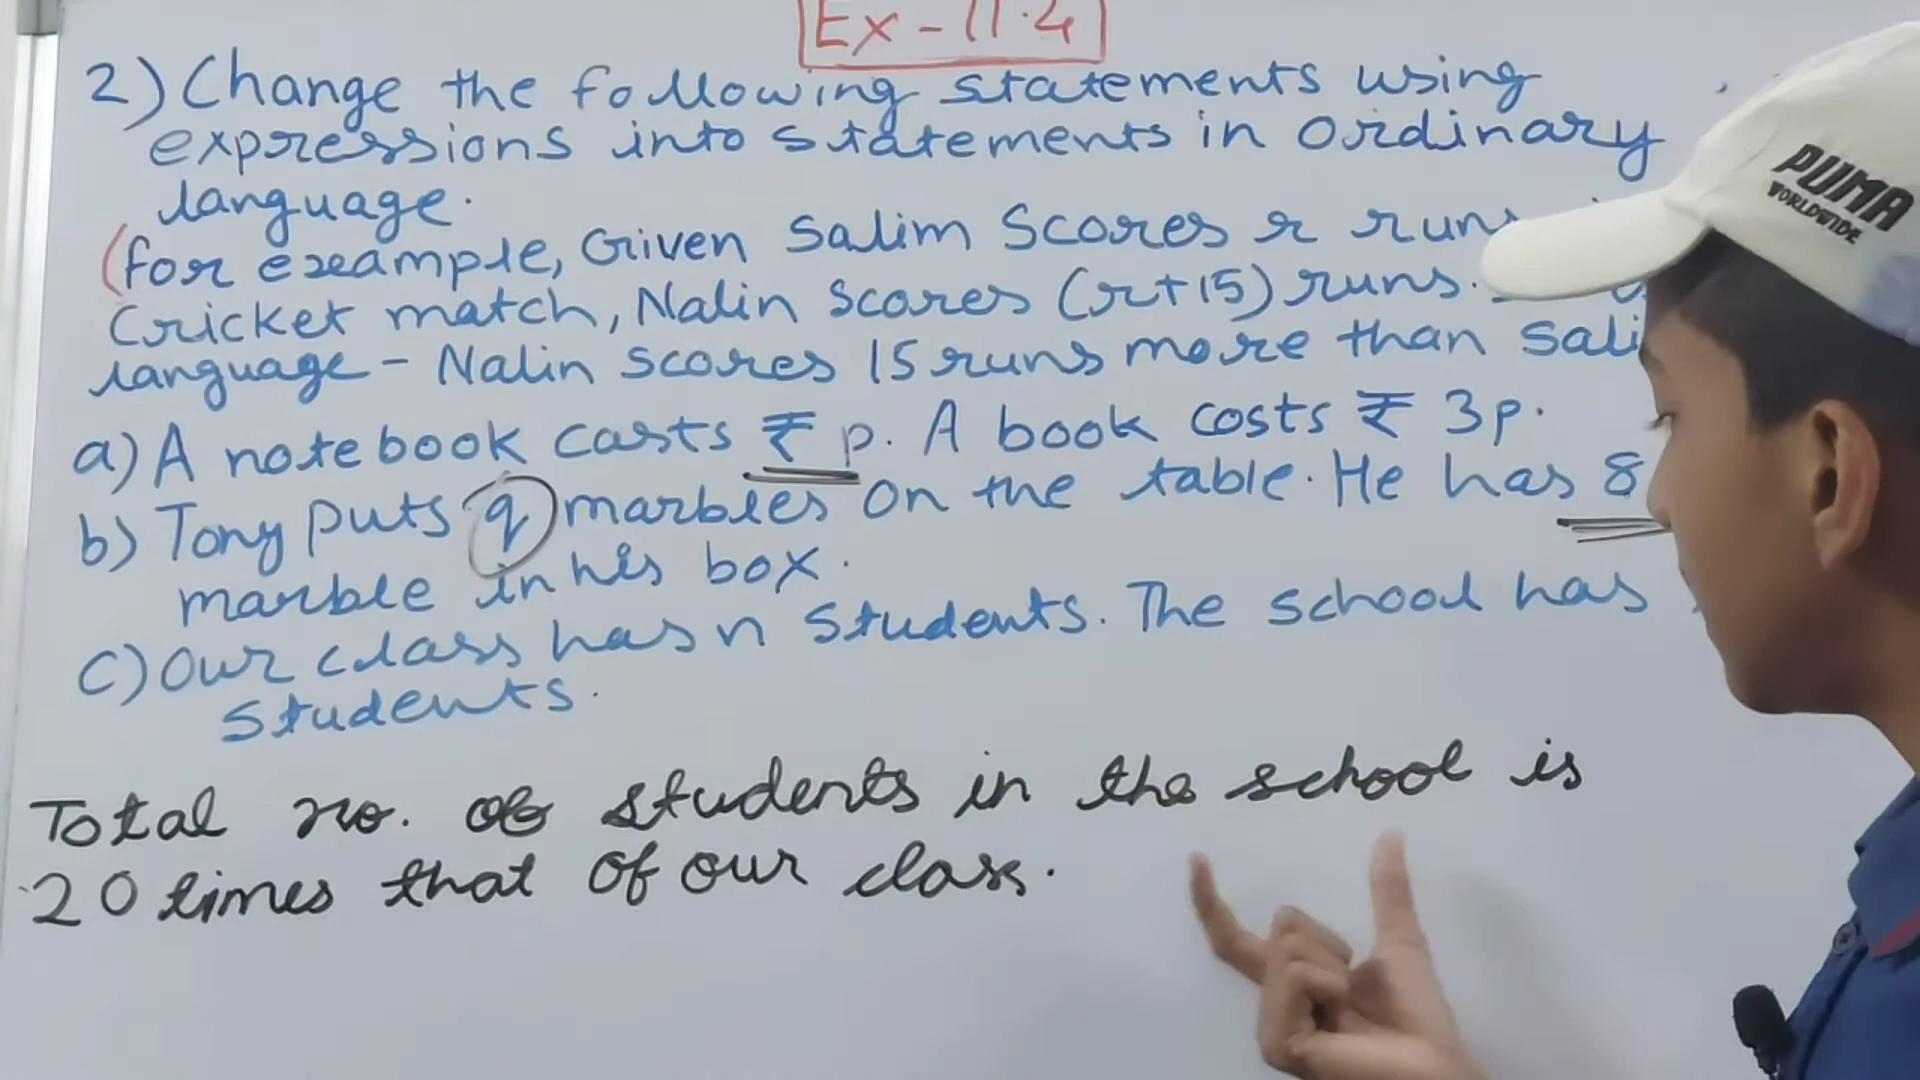 Ex - 11.4
2) Change the following statements using
expressions into statements in ordinary
language.
(for example, Given Salim Scores r runs
Cricket match, Nalin scores (r+15) runs.
language - Nalin scores 15 runs more than Sali
a) A notebook costs ₹ p. A book costs ₹ 3p.
b) Tony puts q marbles on the table. He has 8
marble in his box.
c) Our class has n students. The school has
students.
Total no. of students in the school is
20 times that of our class.
PUMA
WORLDWIDE